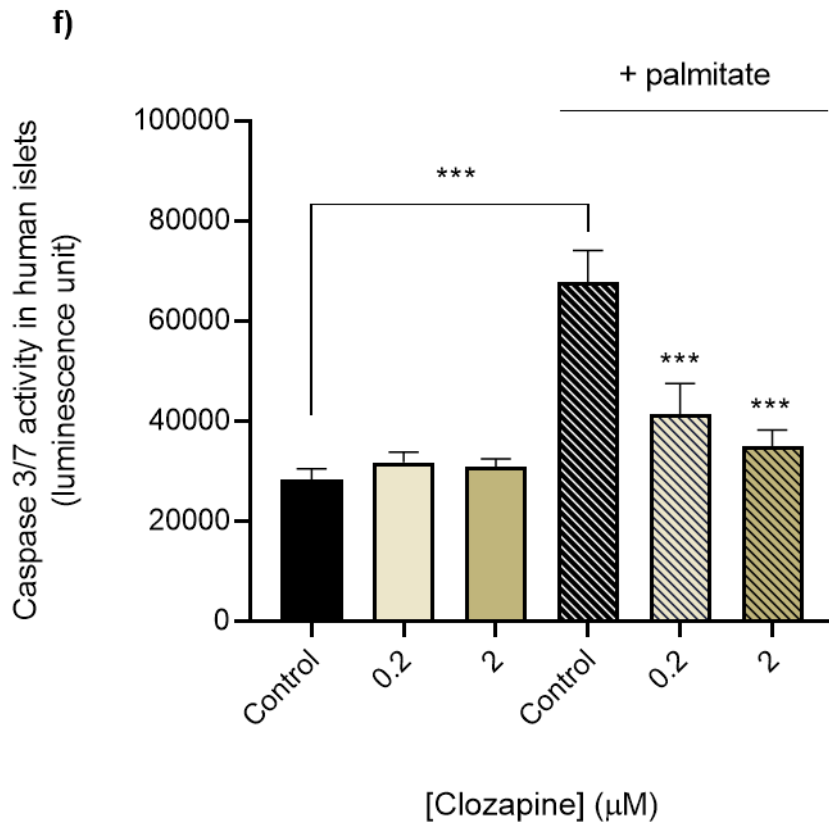 f)
+ palmitate
Caspase 3/7 activity in human islets
(luminescence unit)
100000
80000
60000
40000
20000
0
***
***
***
Control
0.2
2
Control
0.2
2
[Clozapine] (μM)